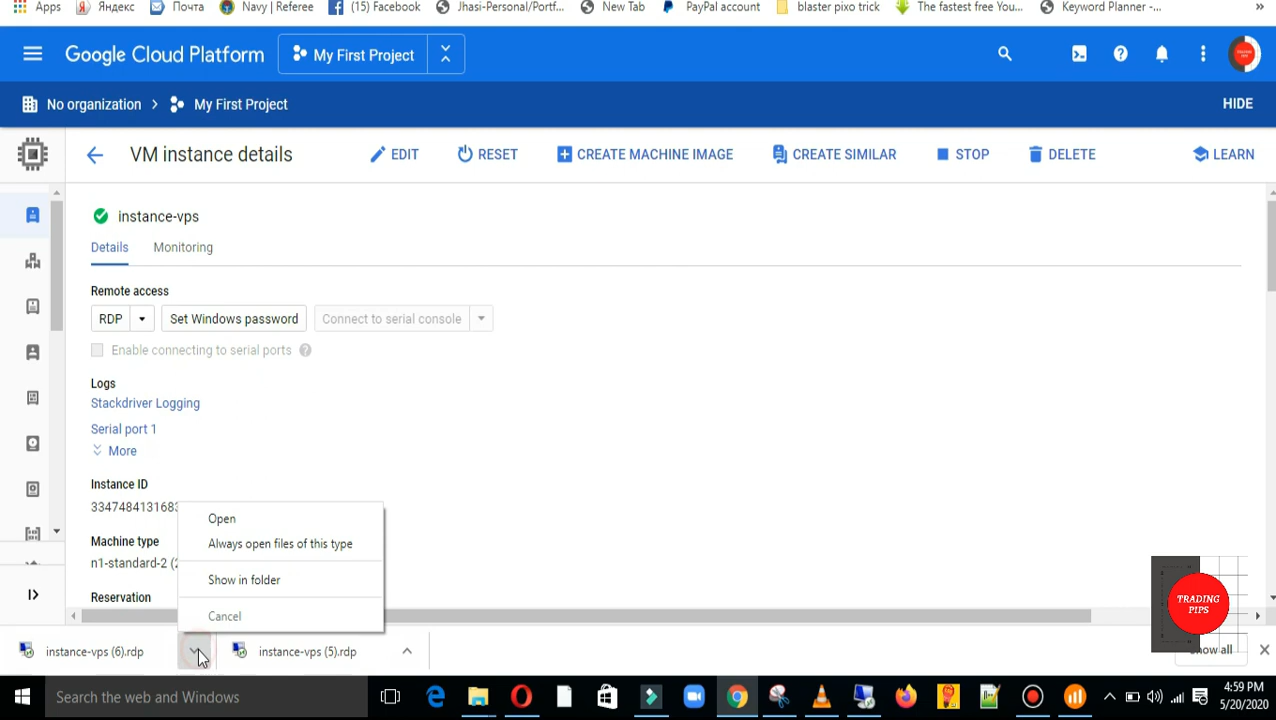 Apps Яндекс Почта Navy | Referee (15) Facebook Jhasi-Personal/Portf... New Tab PayPal account blaster pixo trick The fastest free You... Keyword Planner -... »
Google Cloud Platform My First Project
No organization > My First Project HIDE
VM instance details EDIT RESET CREATE MACHINE IMAGE CREATE SIMILAR STOP DELETE LEARN
instance-vps
Details Monitoring
Remote access
RDP Set Windows password Connect to serial console
Enable connecting to serial ports
Logs
Stackdriver Logging
Serial port 1
More
Instance ID
3347484131683
Open
Machine type
Always open files of this type
n1-standard-2 (2
Show in folder
Reservation
Cancel
TRADING
PIPS
instance-vps (6).rdp instance-vps (5).rdp Show all
Search the web and Windows
4:59 PM
5/20/2020